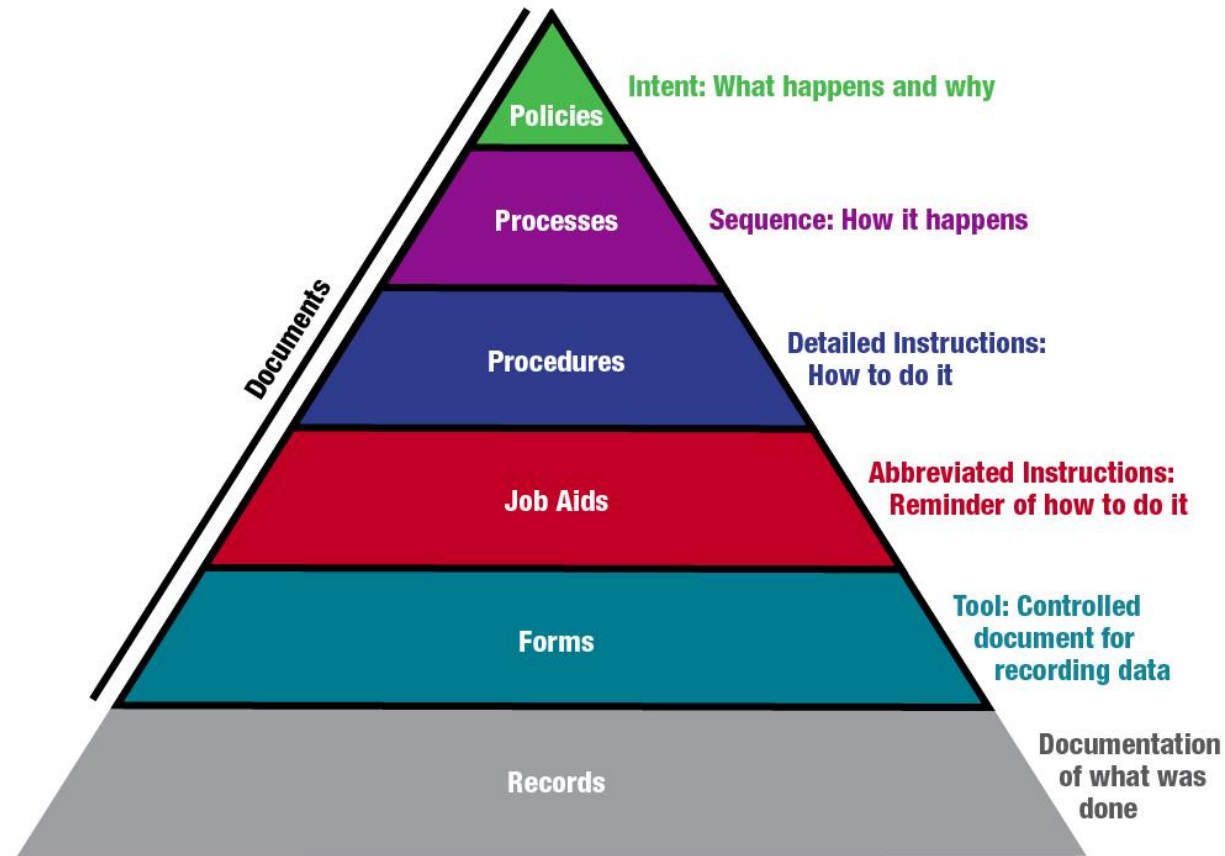 Policies
Intent: What happens and why
Processes
Sequence: How it happens
Documents
Procedures
Detailed Instructions:
How to do it
Job Aids
Abbreviated Instructions:
Reminder of how to do it
Forms
Tool: Controlled
document for
recording data
Records
Documentation
of what was
done